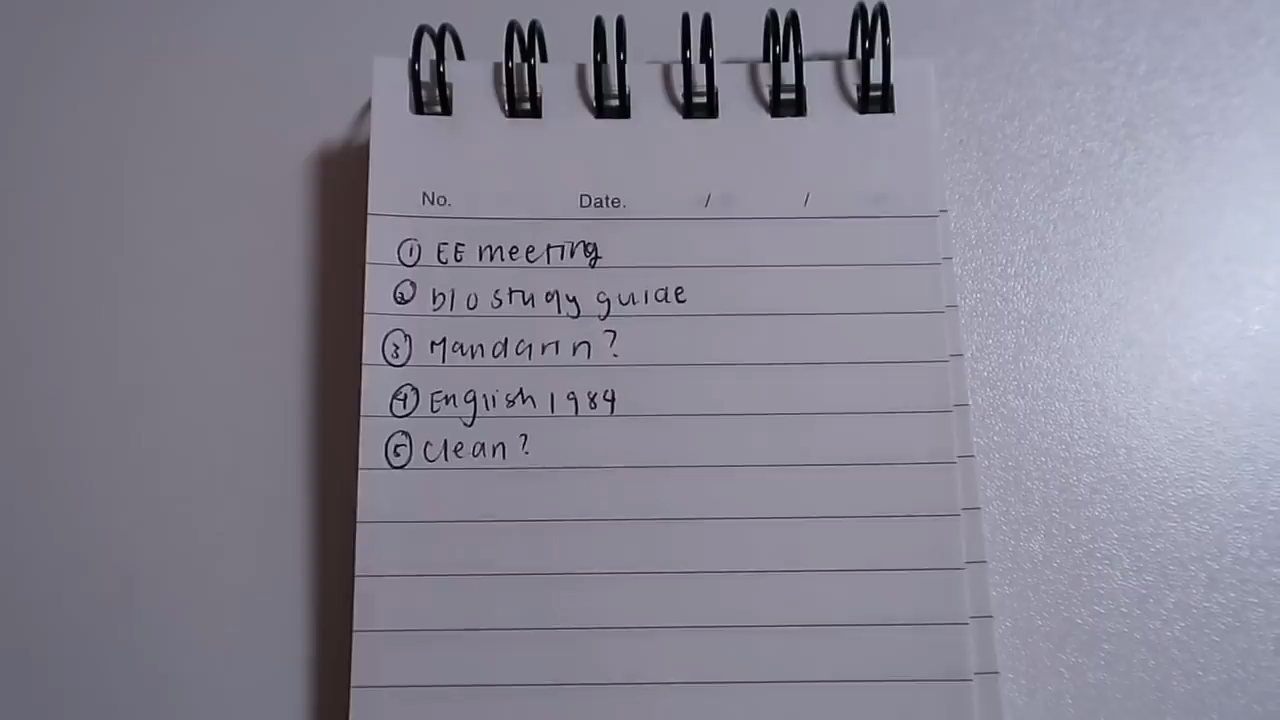 No. Date. / /
① EE meeting
② bio study guide
③ Mandarin?
④ English 1984
⑤ Clean?